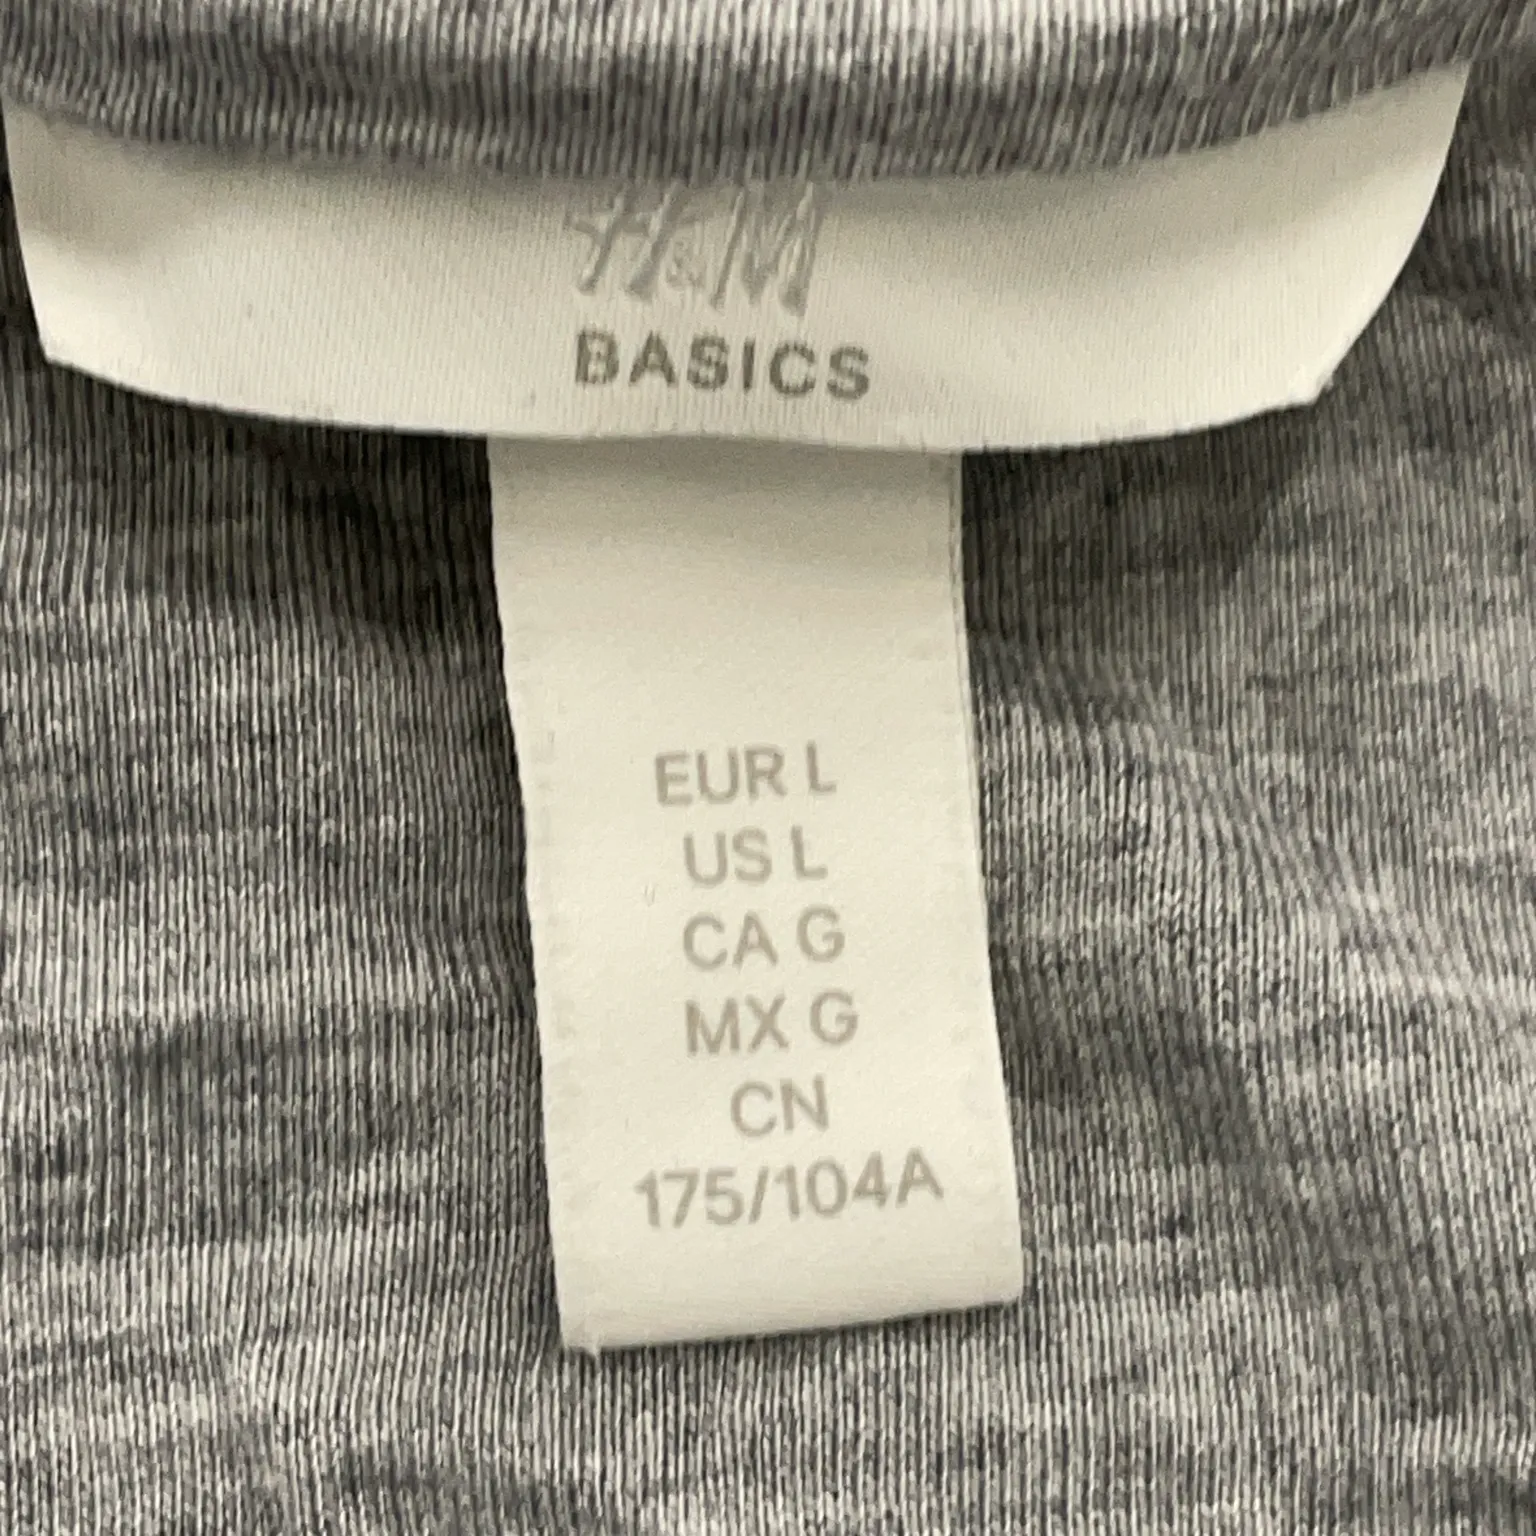 H&M
BASICS
EUR L
US L
CA G
MX G
CN
175/104A